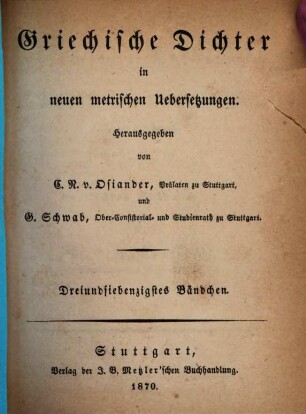 Griechische Dichter
in
neuen metrischen Uebersetzungen.
Herausgegeben
von
C. N. v. Osiander, Prälaten zu Stuttgart,
und
G. Schwab, Ober-Consistorial- und Studienrath zu Stuttgart.
Dreiundsiebenzigstes Bändchen.
Stuttgart,
Verlag der J. B. Metzler'schen Buchhandlung.
1870.